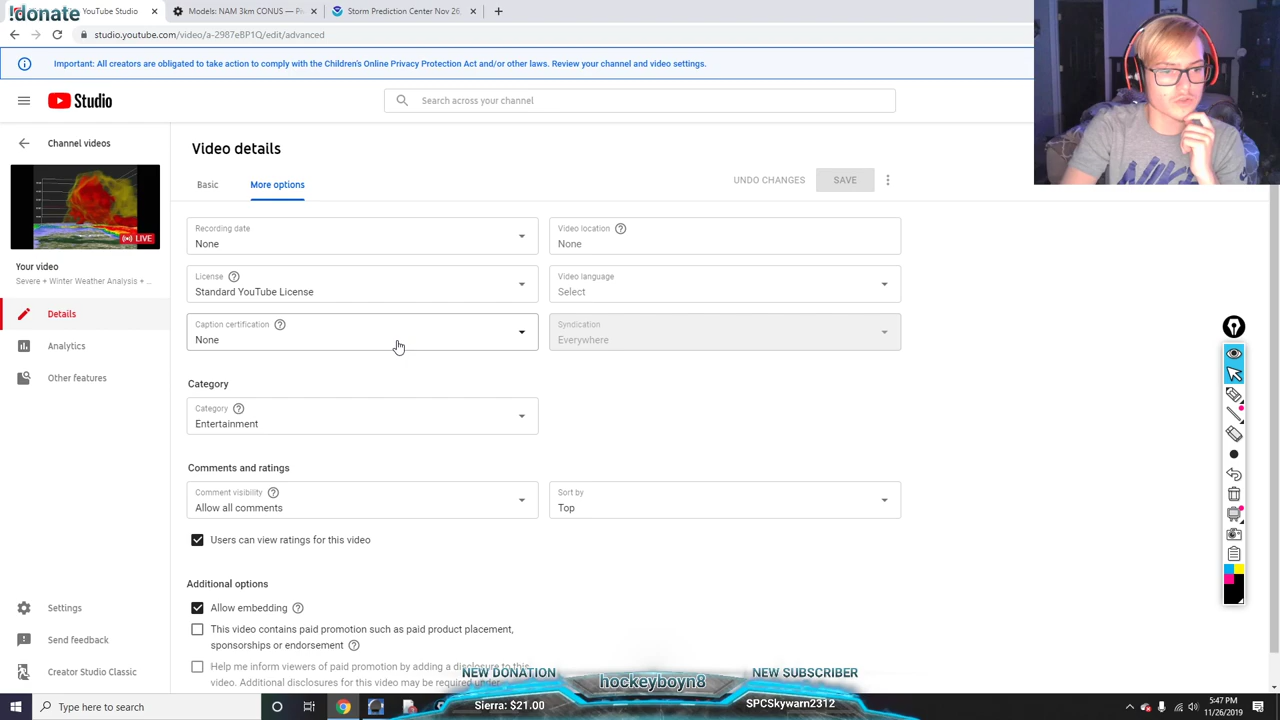 !donate
YouTube Studio
Models: NAM 3km CONUS — Pi
Storm Prediction Center Nov 26,
studio.youtube.com/video/a-2987eBP1Q/edit/advanced
Important: All creators are obligated to take action to comply with the Children's Online Privacy Protection Act and/or other laws. Review your channel and video settings.
Studio
Search across your channel
Channel videos
LIVE
Your video
Severe + Winter Weather Analysis + ...
Details
Analytics
Other features
Settings
Send feedback
Creator Studio Classic
Video details
Basic
More options
UNDO CHANGES
SAVE
Recording date
None
Video location
None
License
Standard YouTube License
Video language
Select
Caption certification
None
Syndication
Everywhere
Category
Category
Entertainment
Comments and ratings
Comment visibility
Allow all comments
Sort by
Top
Users can view ratings for this video
Additional options
Allow embedding
This video contains paid promotion such as paid product placement,
sponsorships or endorsement
Help me inform viewers of paid promotion by adding a disclosure to this
video. Additional disclosures for this video may be required under
NEW DONATION
Sierra: $21.00
hockeyboyn8
NEW SUBSCRIBER
SPCSkywarn2312
Type here to search
5:47 PM
11/26/2019